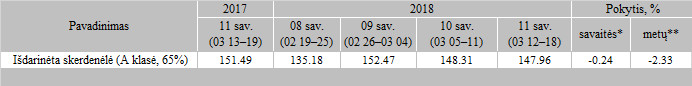 Pavadinimas 2017 2018 Pokytis, %
11 sav. (03 13–19) 08 sav. (02 19–25) 09 sav. (02 26–03 04) 10 sav. (03 05–11) 11 sav. (03 12–18) savaitės* metų**
Išdarinėta skerdenėlė (A klasė, 65%) 151.49 135.18 152.47 148.31 147.96 -0.24 -2.33